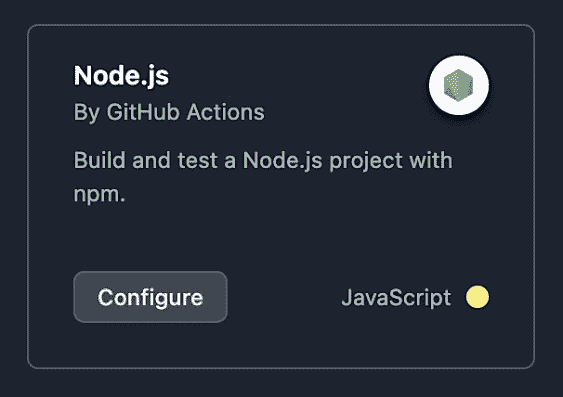 Node.js
By GitHub Actions
Build and test a Node.js project with
npm.
Configure
JavaScript